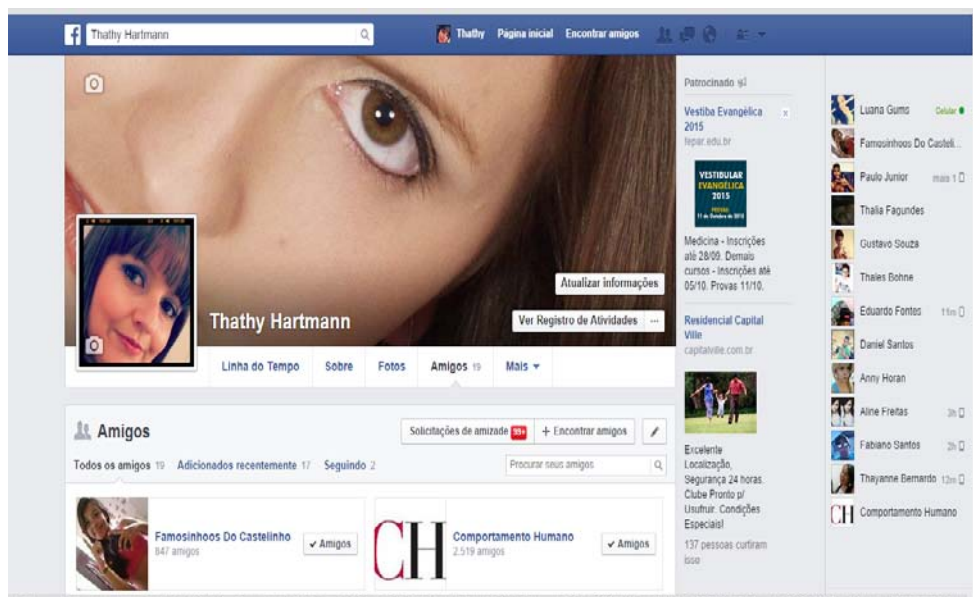 f
Thathy Hartmann
Thathy Página inicial Encontrar amigos
Atualizar informações
Thathy Hartmann
Ver Registro de Atividades ...
Linha do Tempo Sobre Fotos Amigos 19 Mais
Amigos
Solicitações de amizade 99+ + Encontrar amigos
Todos os amigos 19 Adicionados recentemente 17 Seguindo 2
Procurar seus amigos
Famosinhoos Do Castelinho
847 amigos
✓ Amigos
CH
Comportamento Humano
2.519 amigos
✓ Amigos
Patrocinado
Vestiba Evangélica x
2015
fepar.edu.br
VESTIBULAR
EVANGÉLICA
2015
Medicina - Inscrições
até 28/09. Demais
cursos - Inscrições até
05/10. Provas 11/10.
Residencial Capital
Ville
capitalville.com.br
Excelente
Localização,
Segurança 24 horas.
Clube Pronto p/
Usufruir. Condições
Especiais!
137 pessoas curtiram
isso
Luana Gums Celular
Famosinhoos Do Casteli...
Paulo Junior mais 1
Thalia Fagundes
Gustavo Souza
Thales Bohne
Eduardo Fontes 11m
Daniel Santos
Anny Horan
Aline Freitas 3h
Fabiano Santos 2h
Thayanne Bernardo 12m
CH Comportamento Humano